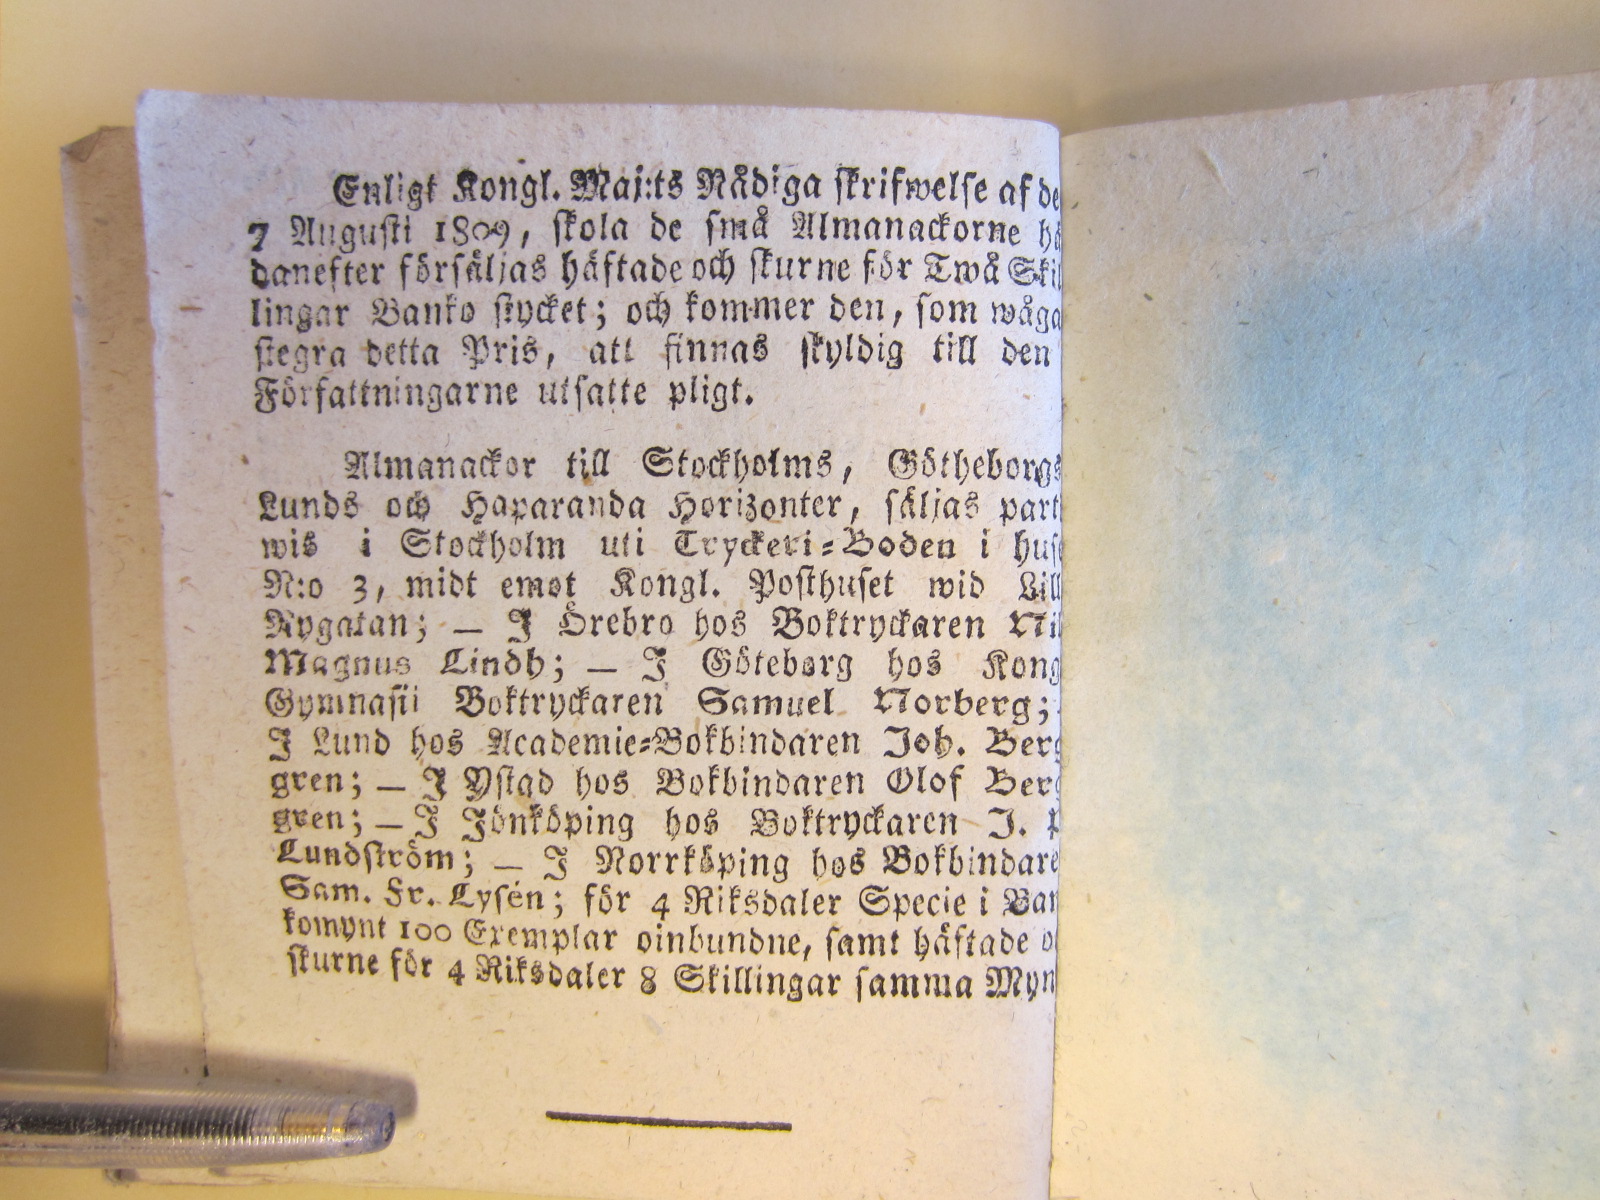 Enligt Kongl. Maj:ts Nådiga skrifwelse af de
7 Augusti 1809, skola de små Almanackorne hä
danefter försäljas häftade och skurne för Twå Skil
lingar Banko stycket; och kommer den, som wåga
stegra detta Pris, att finnas skyldig till den
Författningarne utsatte pligt.
Almanackor till Stockholms, Götheborgs
Lunds och Haparanda Horizonter, säljas part
wis i Stockholm uti Tryckeri-Boden i huse
N:o 3, midt emot Kongl. Posthuset wid Lill
Nygatan; — I Örebro hos Boktryckaren Nil
Magnus Lindh; — I Göteborg hos Kong
Gymnasii Boktryckaren Samuel Norberg;
I Lund hos Academie-Bokbindaren Joh. Berg
gren; — I Ystad hos Bokbindaren Olof Berg
gren; — I Jönköping hos Boktryckaren J. P
Lundström; — I Norrköping hos Bokbindare
Sam. Fr. Lysén; för 4 Riksdaler Specie i Ban
komynt 100 Exemplar oinbundne, samt häftade o
skurne för 4 Riksdaler 8 Skillingar samma Myn